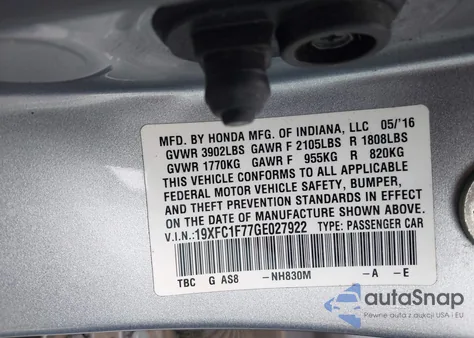 MFD. BY HONDA MFG. OF INDIANA, LLC 05/'16
GVWR 3902LBS GAWR F 2105LBS R 1808LBS
GVWR 1770KG GAWR F 955KG R 820KG
THIS VEHICLE CONFORMS TO ALL APPLICABLE
FEDERAL MOTOR VEHICLE SAFETY, BUMPER,
AND THEFT PREVENTION STANDARDS IN EFFECT
ON THE DATE OF MANUFACTURE SHOWN ABOVE.
V.I.N.:19XFC1F77GE027922 TYPE: PASSENGER CAR
TBC G AS8 -NH830M -A -E
autoSnap
Pewne auta z aukcji USA i EU